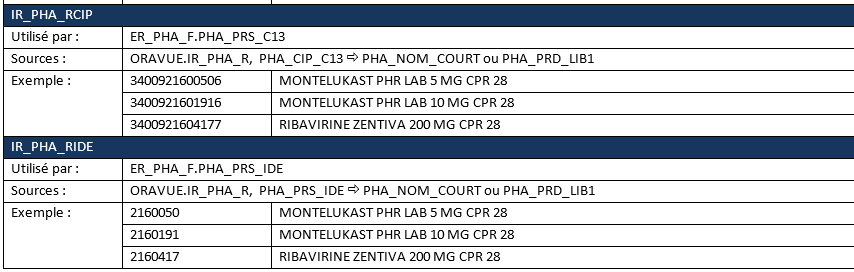 IR_PHA_RCIP
Utilisé par : ER_PHA_F.PHA_PRS_C13
Sources : ORAVUE.IR_PHA_R, PHA_CIP_C13 ⇨ PHA_NOM_COURT ou PHA_PRD_LIB1
Exemple : 3400921600506 MONTELUKAST PHR LAB 5 MG CPR 28
3400921601916 MONTELUKAST PHR LAB 10 MG CPR 28
3400921604177 RIBAVIRINE ZENTIVA 200 MG CPR 28
IR_PHA_RIDE
Utilisé par : ER_PHA_F.PHA_PRS_IDE
Sources : ORAVUE.IR_PHA_R, PHA_PRS_IDE ⇨ PHA_NOM_COURT ou PHA_PRD_LIB1
Exemple : 2160050 MONTELUKAST PHR LAB 5 MG CPR 28
2160191 MONTELUKAST PHR LAB 10 MG CPR 28
2160417 RIBAVIRINE ZENTIVA 200 MG CPR 28